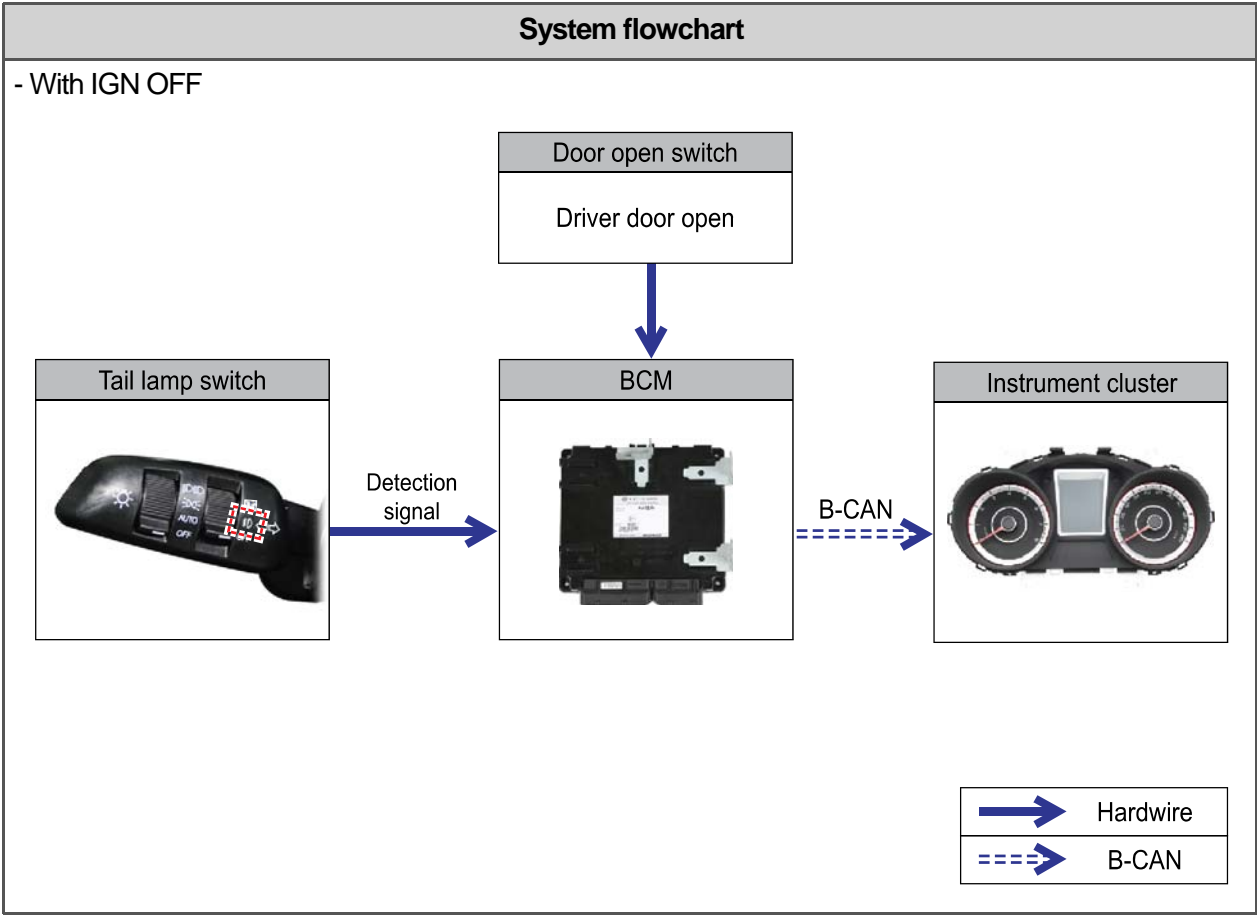 System flowchart
- With IGN OFF
Door open switch
Driver door open
Tail lamp switch
BCM
Instrument cluster
Detection
signal
B-CAN
AUTO
OFF
Hardwire
B-CAN